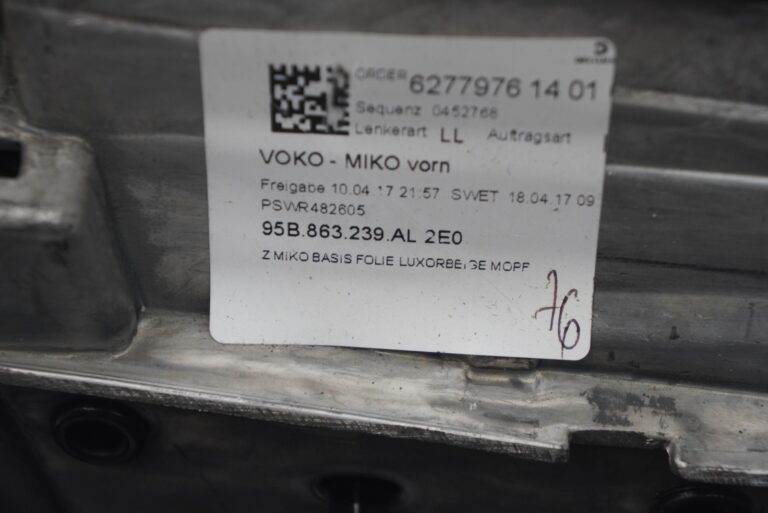 ORDER 6277976 14 01
Sequenz 0452768
Lenkerart LL Auftragsart
VOKO - MIKO vorn
Freigabe 10.04.17 21:57 SWET 18.04.17 09
PSWR482605
95B.863.239.AL 2E0
Z MIKO BASIS FOLIE LUXORBEIGE MOPF
76